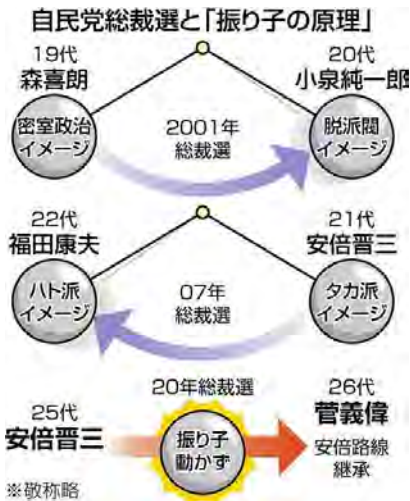 自民党総裁選と「振り子の原理」
19代
森喜朗
密室政治
イメージ
2001年
総裁選
20代
小泉純一郎
脱派閥
イメージ
22代
福田康夫
ハト派
イメージ
07年
総裁選
21代
安倍晋三
タカ派
イメージ
25代
安倍晋三
20年総裁選
振り子
動かず
26代
菅義偉
安倍路線
継承
※敬称略